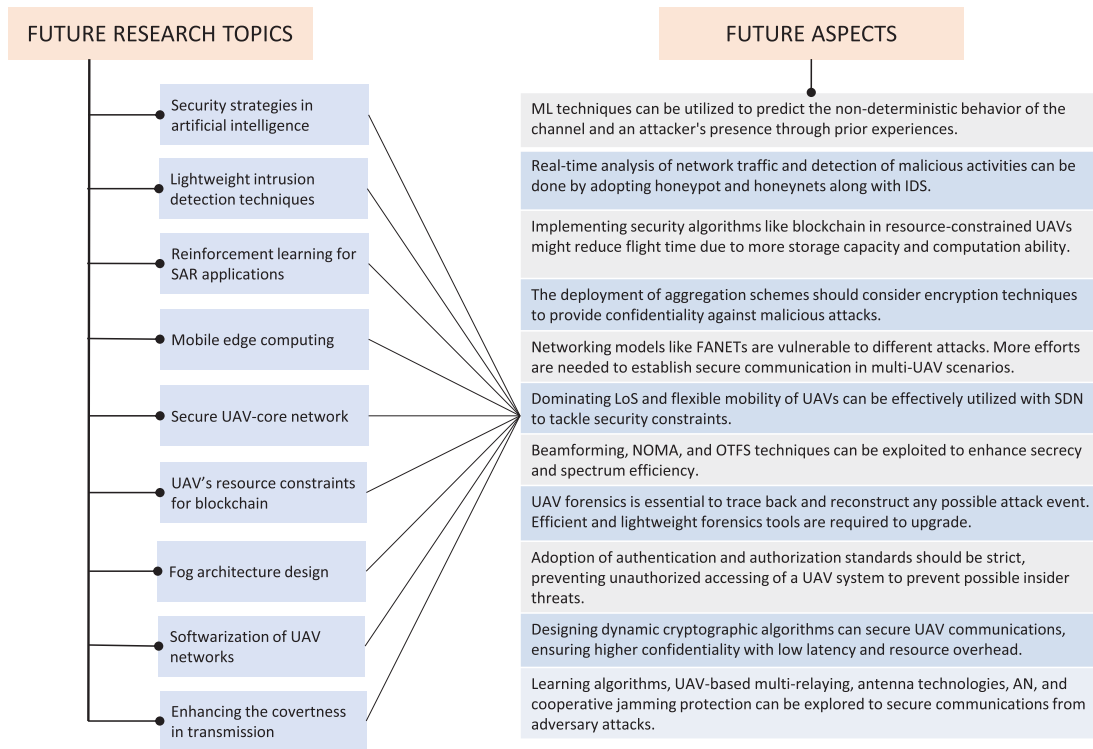 FUTURE RESEARCH TOPICS
Security strategies in
artificial intelligence
Lightweight intrusion
detection techniques
Reinforcement learning for
SAR applications
Mobile edge computing
Secure UAV-core network
UAV’s resource constraints
for blockchain
Fog architecture design
Softwarization of UAV
networks
Enhancing the covertness
in transmission
FUTURE ASPECTS
ML techniques can be utilized to predict the non-deterministic behavior of the
channel and an attacker's presence through prior experiences.
Real-time analysis of network traffic and detection of malicious activities can be
done by adopting honeypot and honeynets along with IDS.
Implementing security algorithms like blockchain in resource-constrained UAVs
might reduce flight time due to more storage capacity and computation ability.
The deployment of aggregation schemes should consider encryption techniques
to provide confidentiality against malicious attacks.
Networking models like FANETs are vulnerable to different attacks. More efforts
are needed to establish secure communication in multi-UAV scenarios.
Dominating LoS and flexible mobility of UAVs can be effectively utilized with SDN
to tackle security constraints.
Beamforming, NOMA, and OTFS techniques can be exploited to enhance secrecy
and spectrum efficiency.
UAV forensics is essential to trace back and reconstruct any possible attack event.
Efficient and lightweight forensics tools are required to upgrade.
Adoption of authentication and authorization standards should be strict,
preventing unauthorized accessing of a UAV system to prevent possible insider
threats.
Designing dynamic cryptographic algorithms can secure UAV communications,
ensuring higher confidentiality with low latency and resource overhead.
Learning algorithms, UAV-based multi-relaying, antenna technologies, AN, and
cooperative jamming protection can be explored to secure communications from
adversary attacks.